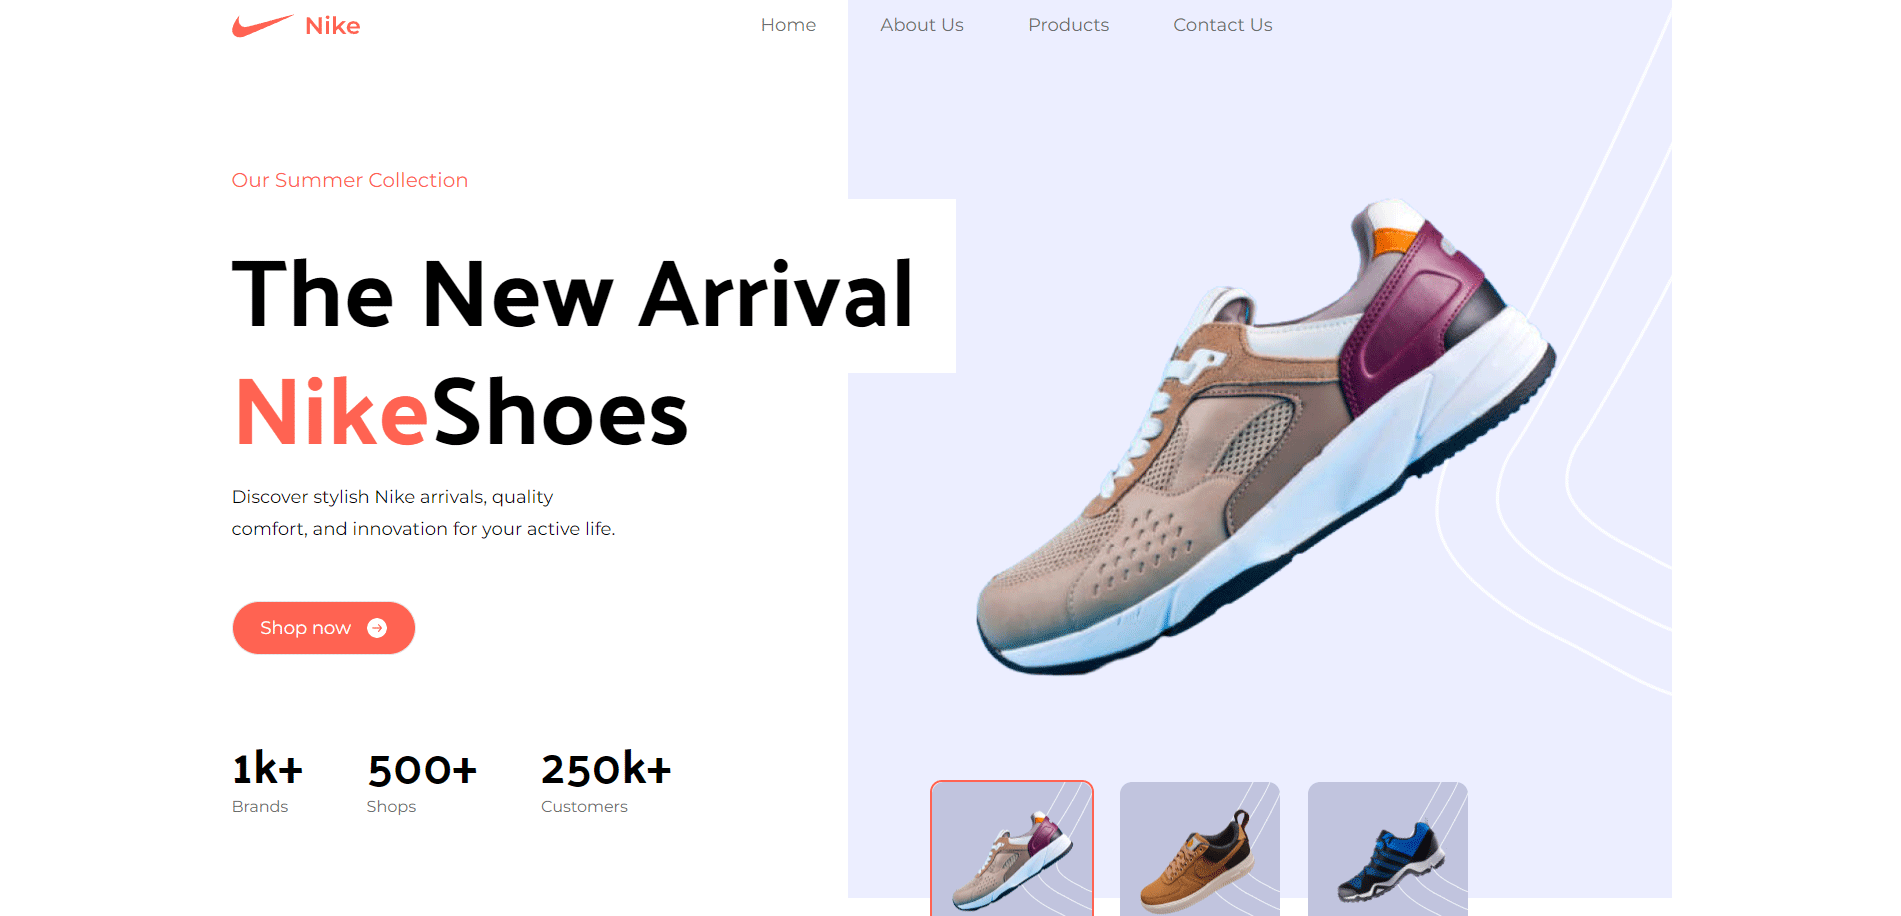 Nike
Home
About Us
Products
Contact Us
Our Summer Collection
The New Arrival
NikeShoes
Discover stylish Nike arrivals, quality
comfort, and innovation for your active life.
Shop now
1k+
Brands
500+
Shops
250k+
Customers